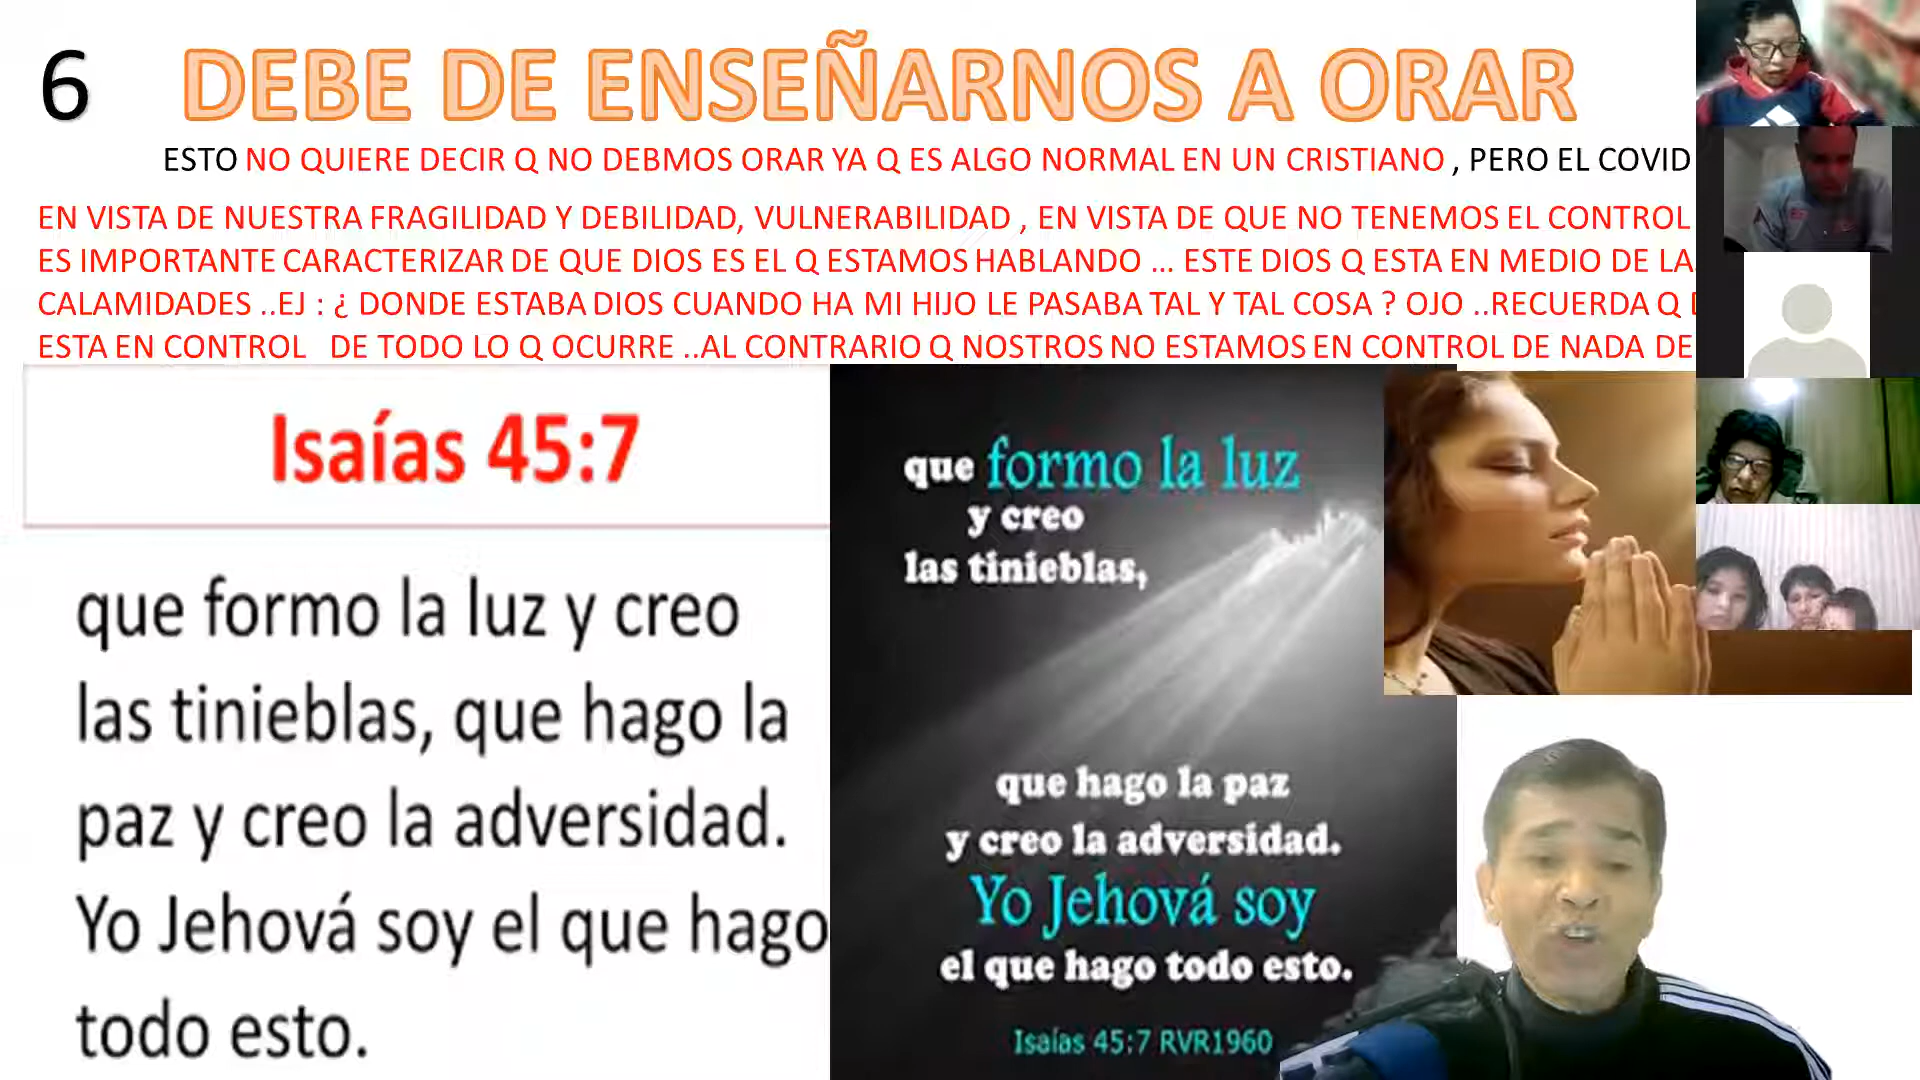 6 DEBE DE ENSEÑARNOS A ORAR
ESTO NO QUIERE DECIR Q NO DEBMOS ORAR YA Q ES ALGO NORMAL EN UN CRISTIANO , PERO EL COVID
EN VISTA DE NUESTRA FRAGILIDAD Y DEBILIDAD, VULNERABILIDAD , EN VISTA DE QUE NO TENEMOS EL CONTROL
ES IMPORTANTE CARACTERIZAR DE QUE DIOS ES EL Q ESTAMOS HABLANDO ... ESTE DIOS Q ESTA EN MEDIO DE LA
CALAMIDADES ..EJ : ¿ DONDE ESTABA DIOS CUANDO HA MI HIJO LE PASABA TAL Y TAL COSA ? OJO ..RECUERDA Q
ESTA EN CONTROL DE TODO LO Q OCURRE ..AL CONTRARIO Q NOSTROS NO ESTAMOS EN CONTROL DE NADA DE
Isaías 45:7
que formo la luz y creo
las tinieblas, que hago la
paz y creo la adversidad.
Yo Jehová soy el que hago
todo esto.
que formo la luz
y creo
las tinieblas,
que hago la paz
y creo la adversidad.
Yo Jehová soy
el que hago todo esto.
Isaías 45:7 RVR1960